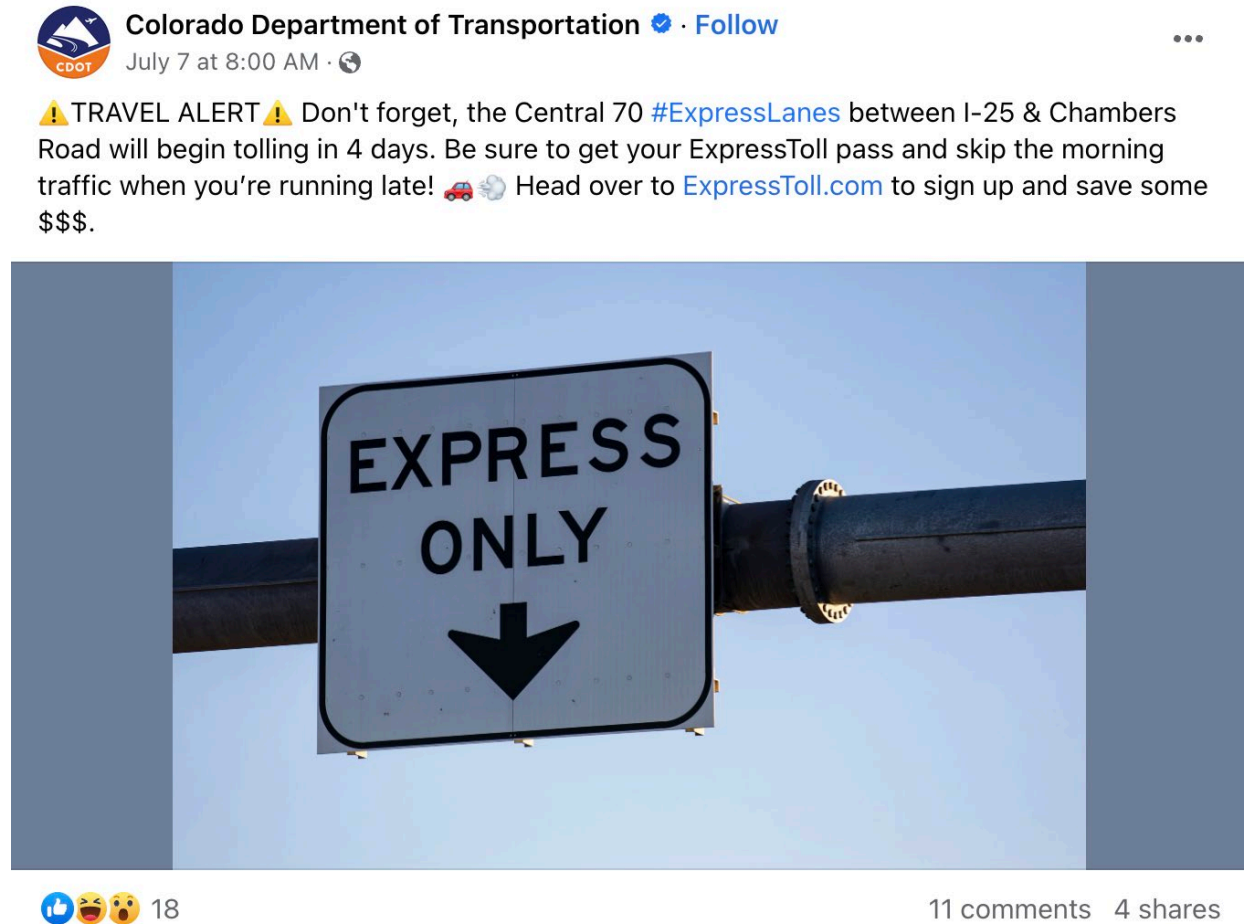 Colorado Department of Transportation · Follow
July 7 at 8:00 AM ·
CDOT
⚠️TRAVEL ALERT⚠️ Don't forget, the Central 70 #ExpressLanes between I-25 & Chambers
Road will begin tolling in 4 days. Be sure to get your ExpressToll pass and skip the morning
traffic when you’re running late! 🚗💨 Head over to ExpressToll.com to sign up and save some
$$$.
EXPRESS
ONLY
18
11 comments 4 shares